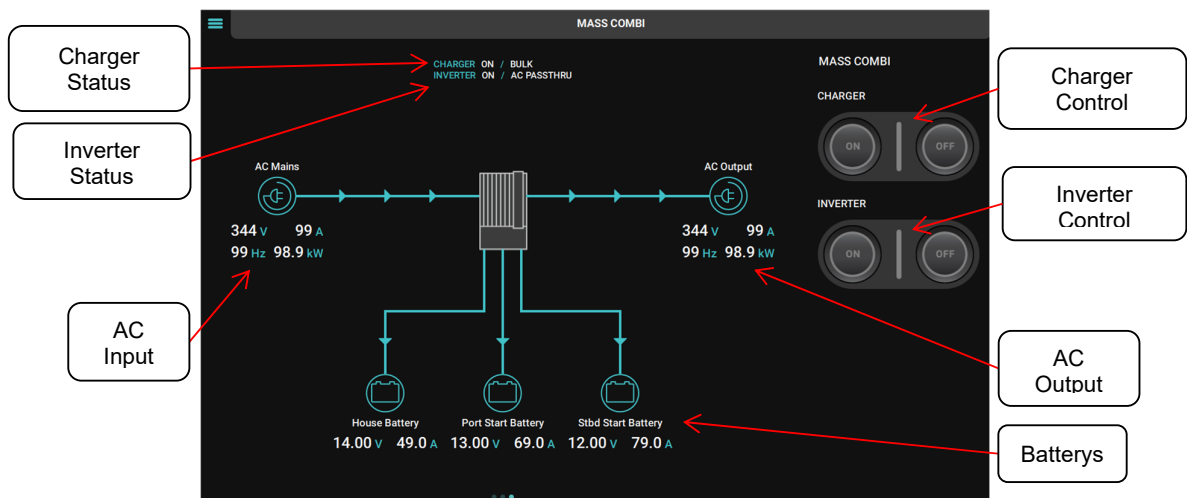 MASS COMBI
Charger
Status
CHARGER ON / BULK
INVERTER ON / AC PASSTHRU
MASS COMBI
CHARGER
ON
OFF
Charger
Control
Inverter
Status
AC Mains
344 V 99 A
99 Hz 98.9 kW
AC Output
344 V 99 A
99 Hz 98.9 kW
INVERTER
ON
OFF
Inverter
Control
AC
Input
AC
Output
House Battery
14.00 V 49.0 A
Port Start Battery
13.00 V 69.0 A
Stbd Start Battery
12.00 V 79.0 A
Batterys